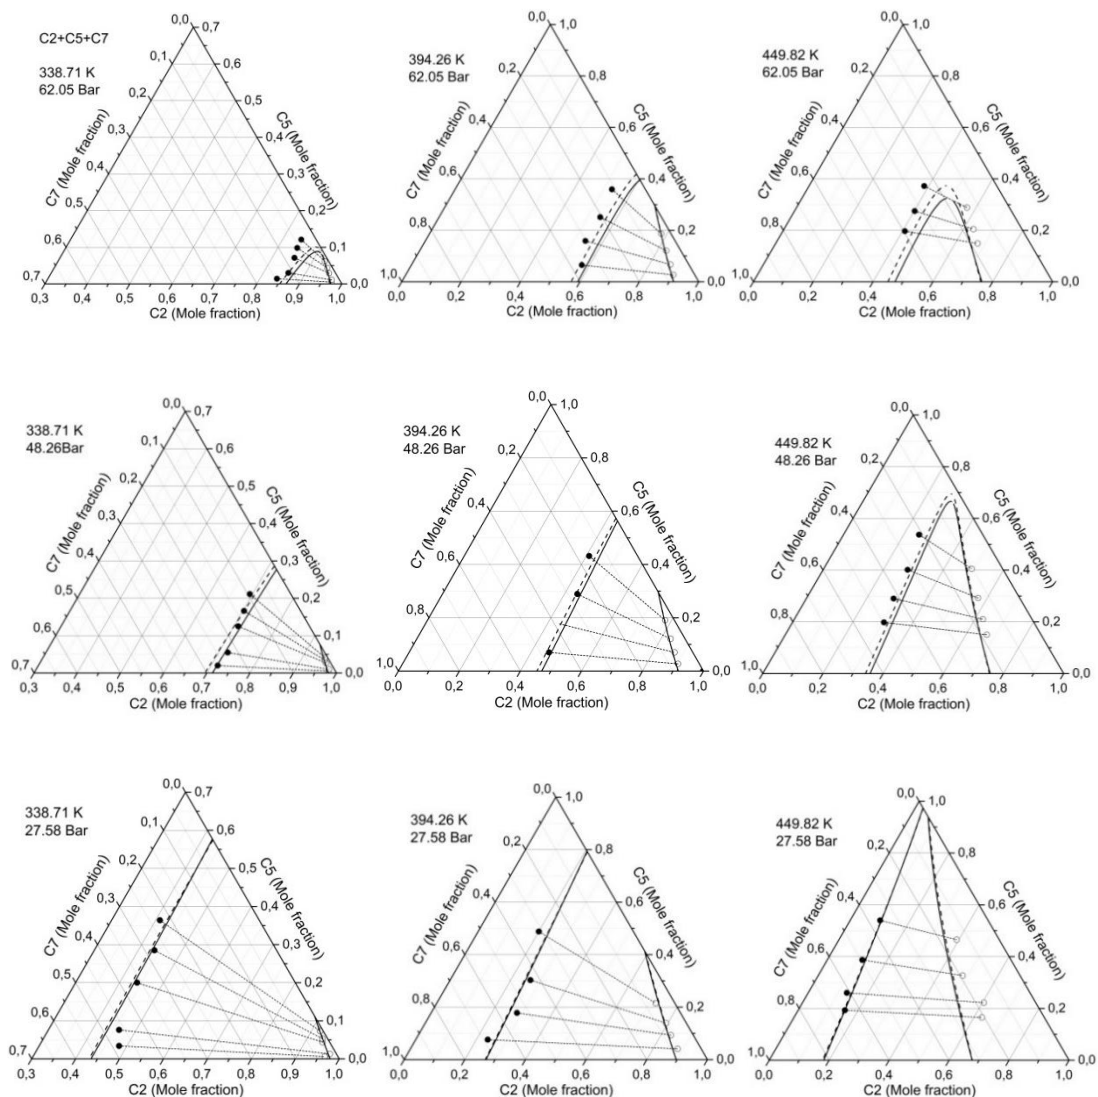 C2+C5+C7
338.71 K
62.05 Bar
0,0
0,1
0,2
0,3
0,4
0,5
0,6
0,7
C7 (Mole fraction)
0,7
0,6
0,5
0,4
0,3
0,2
0,1
0,0
C5 (Mole fraction)
0,3 0,4 0,5 0,6 0,7 0,8 0,9 1,0
C2 (Mole fraction)
394.26 K
62.05 Bar
0,0
0,2
0,4
0,6
0,8
1,0
C7 (Mole fraction)
1,0
0,8
0,6
0,4
0,2
0,0
C5 (Mole fraction)
0,0 0,2 0,4 0,6 0,8 1,0
C2 (Mole fraction)
449.82 K
62.05 Bar
0,0
0,2
0,4
0,6
0,8
1,0
C7 (Mole fraction)
1,0
0,8
0,6
0,4
0,2
0,0
C5 (Mole fraction)
0,0 0,2 0,4 0,6 0,8 1,0
C2 (Mole fraction)
338.71 K
48.26Bar
0,0
0,1
0,2
0,3
0,4
0,5
0,6
0,7
C7 (Mole fraction)
0,7
0,6
0,5
0,4
0,3
0,2
0,1
0,0
C5 (Mole fraction)
0,3 0,4 0,5 0,6 0,7 0,8 0,9 1,0
C2 (Mole fraction)
394.26 K
48.26 Bar
0,0
0,2
0,4
0,6
0,8
1,0
C7 (Mole fraction)
1,0
0,8
0,6
0,4
0,2
0,0
C5 (Mole fraction)
0,0 0,2 0,4 0,6 0,8 1,0
C2 (Mole fraction)
449.82 K
48.26 Bar
0,0
0,2
0,4
0,6
0,8
1,0
C7 (Mole fraction)
1,0
0,8
0,6
0,4
0,2
0,0
C5 (Mole fraction)
0,0 0,2 0,4 0,6 0,8 1,0
C2 (Mole fraction)
338.71 K
27.58 Bar
0,0
0,1
0,2
0,3
0,4
0,5
0,6
0,7
C7 (Mole fraction)
0,7
0,6
0,5
0,4
0,3
0,2
0,1
0,0
C5 (Mole fraction)
0,3 0,4 0,5 0,6 0,7 0,8 0,9 1,0
C2 (Mole fraction)
394.26 K
27.58 Bar
0,0
0,2
0,4
0,6
0,8
1,0
C7 (Mole fraction)
1,0
0,8
0,6
0,4
0,2
0,0
C5 (Mole fraction)
0,0 0,2 0,4 0,6 0,8 1,0
C2 (Mole fraction)
449.82 K
27.58 Bar
0,0
0,2
0,4
0,6
0,8
1,0
C7 (Mole fraction)
1,0
0,8
0,6
0,4
0,2
0,0
C5 (Mole fraction)
0,0 0,2 0,4 0,6 0,8 1,0
C2 (Mole fraction)